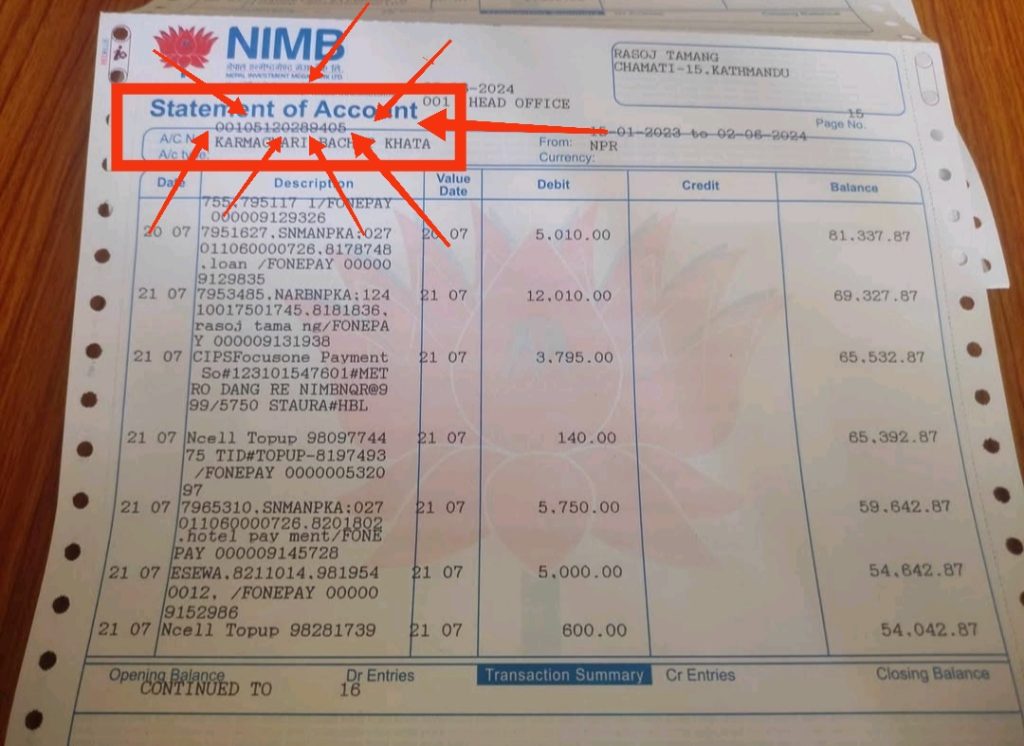 NIMB
NEPAL INVESTMENT MEGA BANK LTD.
RASOJ TAMANG
CHAMATI-15.KATHMANDU
-2024
Statement of Account
001 HEAD OFFICE
15
Page No.
00105120289405
A/C N
KARMACHARI BACHAT KHATA
A/c type:
15-01-2023 to 02-08-2024
From:
NPR
Currency:
Date Description Value Date Debit Credit Balance
755.795117 1/FONEPAY
000009129326
20 07 7951627.SNMANPKA:027 20 07 5.010.00 81.337.87
011060000726.8178748
.loan /FONEPAY 00000
9129835
21 07 7953485.NARBNPKA:124 21 07 12.010.00 69.327.87
10017501745.8181836.
rasoj tama ng/FONEPA
Y 000009131938
21 07 CIPSFocusone Payment 21 07 3.795.00 65.532.87
So#123101547601#MET
RO DANG RE NIMBNQR@9
99/5750 STAURA#HBL
21 07 Ncell Topup 98097744 21 07 140.00 65.392.87
75 TID#TOPUP-8197493
/FONEPAY 0000005320
97
21 07 7965310.SNMANPKA:027 21 07 5.750.00 59.642.87
011060000726.8201802
.hotel pay ment/FONE
PAY 000009145728
21 07 ESEWA.8211014.981954 21 07 5.000.00 54.642.87
0012. /FONEPAY 00000
9152986
21 07 Ncell Topup 98281739 21 07 600.00 54.042.87
Opening Balance Dr Entries Transaction Summary Cr Entries Closing Balance
CONTINUED TO 16